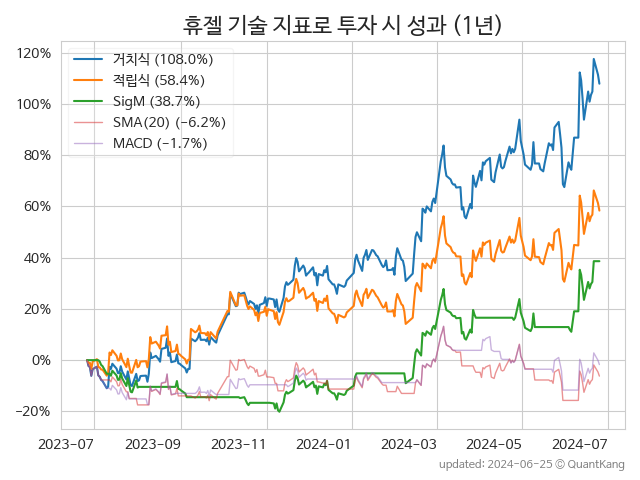 휴젤 기술 지표로 투자 시 성과 (1년)
120%
100%
80%
60%
40%
20%
0%
−20%
거치식 (108.0%)
적립식 (58.4%)
SigM (38.7%)
SMA(20) (−6.2%)
MACD (−1.7%)
2023-07
2023-09
2023-11
2024-01
2024-03
2024-05
2024-07
updated: 2024-06-25 © QuantKang